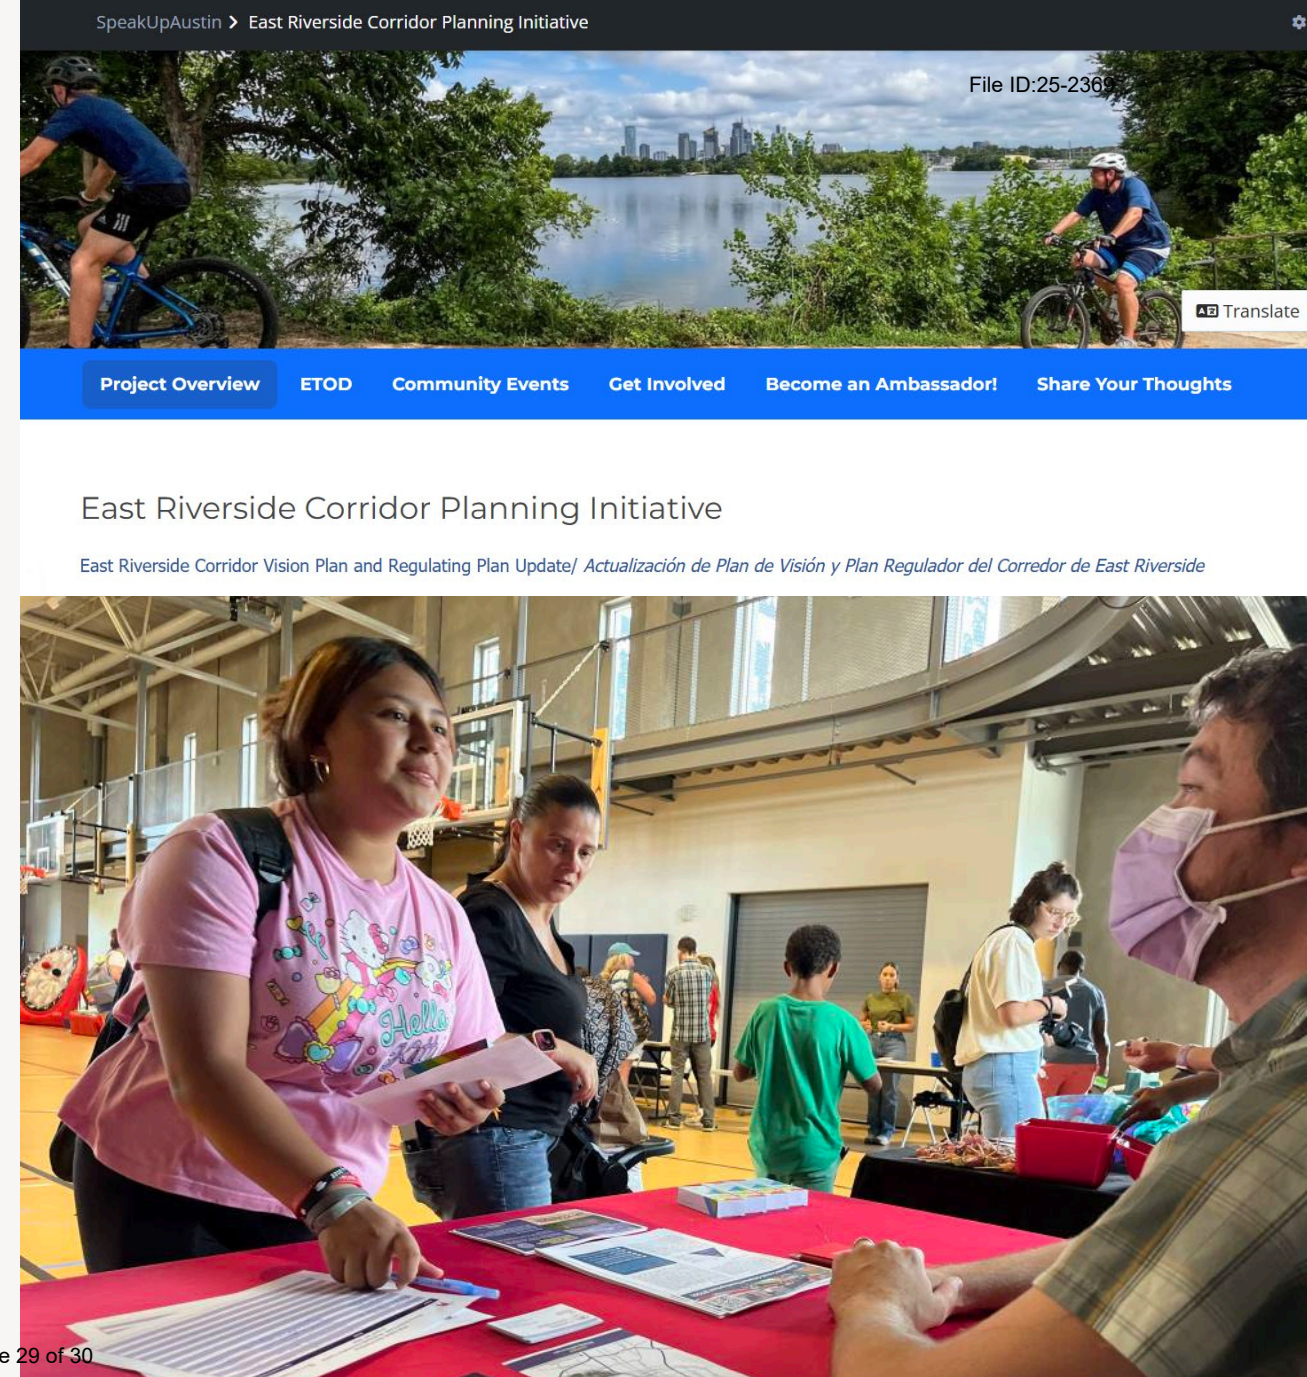 SpeakUpAustin > East Riverside Corridor Planning Initiative
File ID:25-2369
Translate
Project Overview
ETOD
Community Events
Get Involved
Become an Ambassador!
Share Your Thoughts
East Riverside Corridor Planning Initiative
East Riverside Corridor Vision Plan and Regulating Plan Update/ Actualización de Plan de Visión y Plan Regulador del Corredor de East Riverside
Hello
Kitty
e 29 of 30